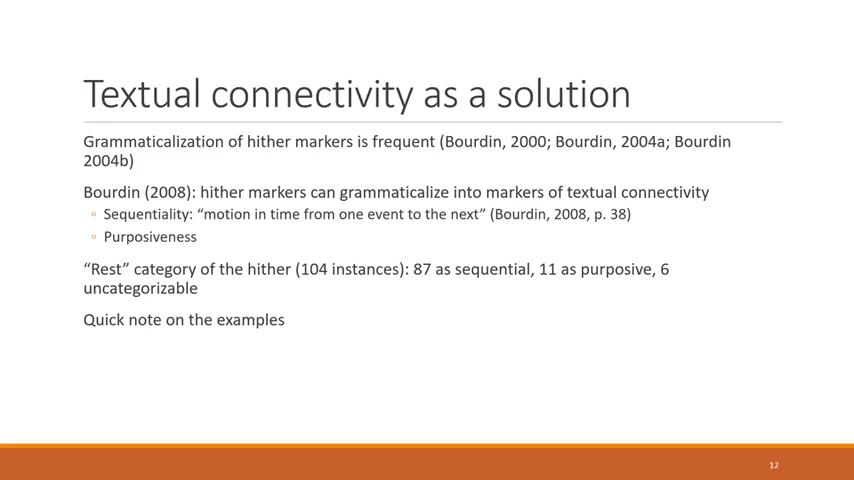 Textual connectivity as a solution
Grammaticalization of hither markers is frequent (Bourdin, 2000; Bourdin, 2004a; Bourdin
2004b)
Bourdin (2008): hither markers can grammaticalize into markers of textual connectivity
◦ Sequentiality: “motion in time from one event to the next” (Bourdin, 2008, p. 38)
◦ Purposiveness
“Rest” category of the hither (104 instances): 87 as sequential, 11 as purposive, 6
uncategorizable
Quick note on the examples
12